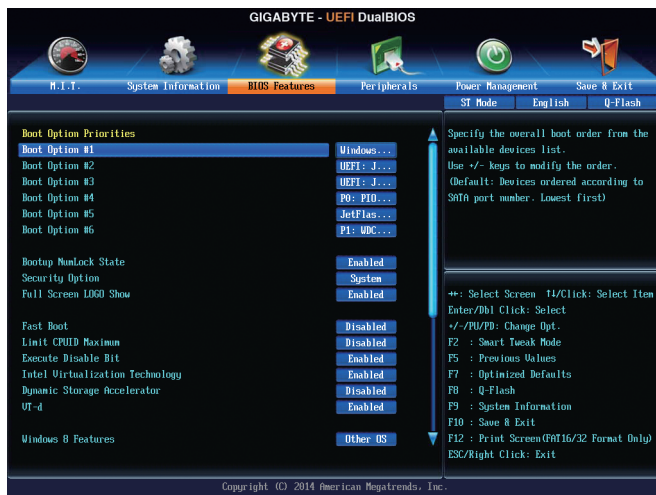 GIGABYTE - UEFI DualBIOS
M.I.T. System Information BIOS Features Peripherals Power Management Save & Exit
ST Mode English Q-Flash
Boot Option Priorities
Boot Option #1 Windows...
Boot Option #2 UEFI: J...
Boot Option #3 UEFI: J...
Boot Option #4 P0: PIO...
Boot Option #5 JetFlas...
Boot Option #6 P1: WDC...
Bootup NumLock State Enabled
Security Option System
Full Screen LOGO Show Enabled
Fast Boot Disabled
Limit CPUID Maximum Disabled
Execute Disable Bit Enabled
Intel Virtualization Technology Enabled
Dynamic Storage Accelerator Disabled
VT-d Enabled
Windows 8 Features Other OS
Specify the overall boot order from the
available devices list.
Use +/- keys to modify the order.
(Default: Devices ordered according to
SATA port number. Lowest first)
→←: Select Screen ↑↓/Click: Select Item
Enter/Dbl Click: Select
+/-/PU/PD: Change Opt.
F2 : Smart Tweak Mode
F5 : Previous Values
F7 : Optimized Defaults
F8 : Q-Flash
F9 : System Information
F10 : Save & Exit
F12 : Print Screen(FAT16/32 Format Only)
ESC/Right Click: Exit
Copyright (C) 2014 American Megatrends, Inc.